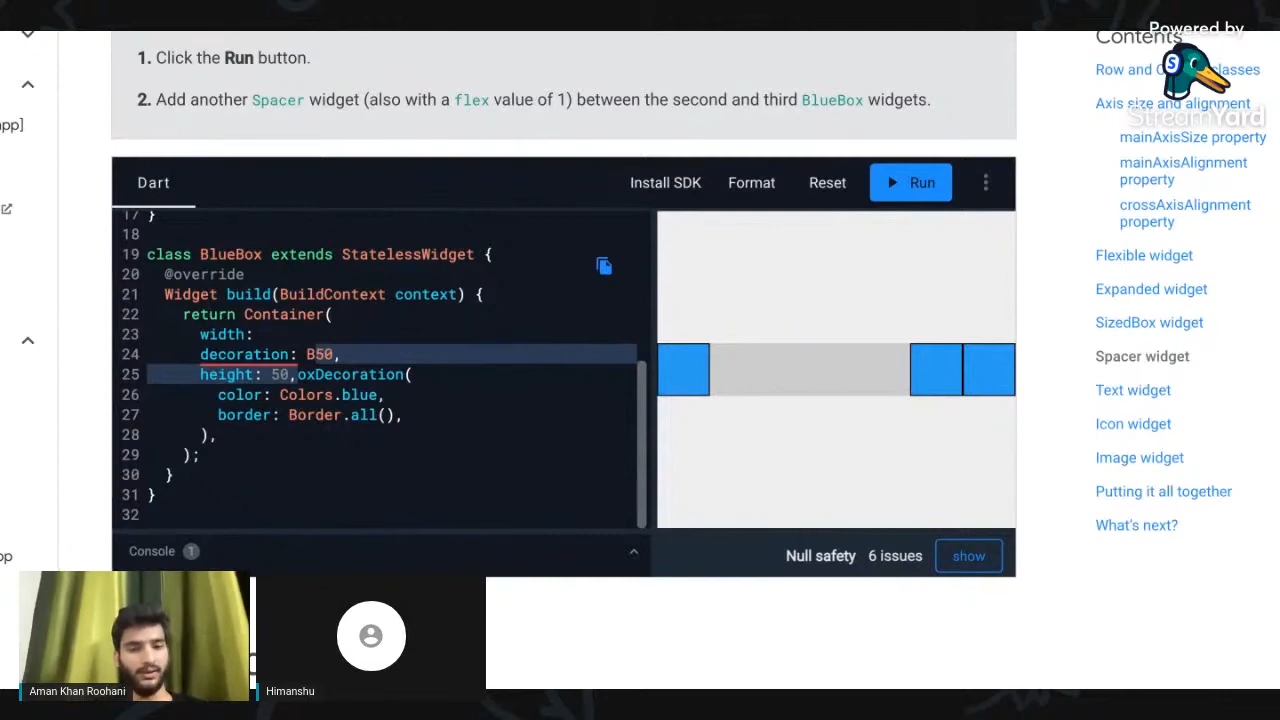 Powered by
StreamYard
1. Click the Run button.
2. Add another Spacer widget (also with a flex value of 1) between the second and third BlueBox widgets.
app]
Dart
Install SDK
Format
Reset
Run
17 }
18
19 class BlueBox extends StatelessWidget {
20 @override
21 Widget build(BuildContext context) {
22 return Container(
23 width:
24 decoration: B50,
25 height: 50,oxDecoration(
26 color: Colors.blue,
27 border: Border.all(),
28 ),
29 );
30 }
31 }
32
Console 1
Null safety
6 issues
show
Contents
Row and C classes
Axis size and alignment
mainAxisSize property
mainAxisAlignment
property
crossAxisAlignment
property
Flexible widget
Expanded widget
SizedBox widget
Spacer widget
Text widget
Icon widget
Image widget
Putting it all together
What's next?
Aman Khan Roohani
Himanshu